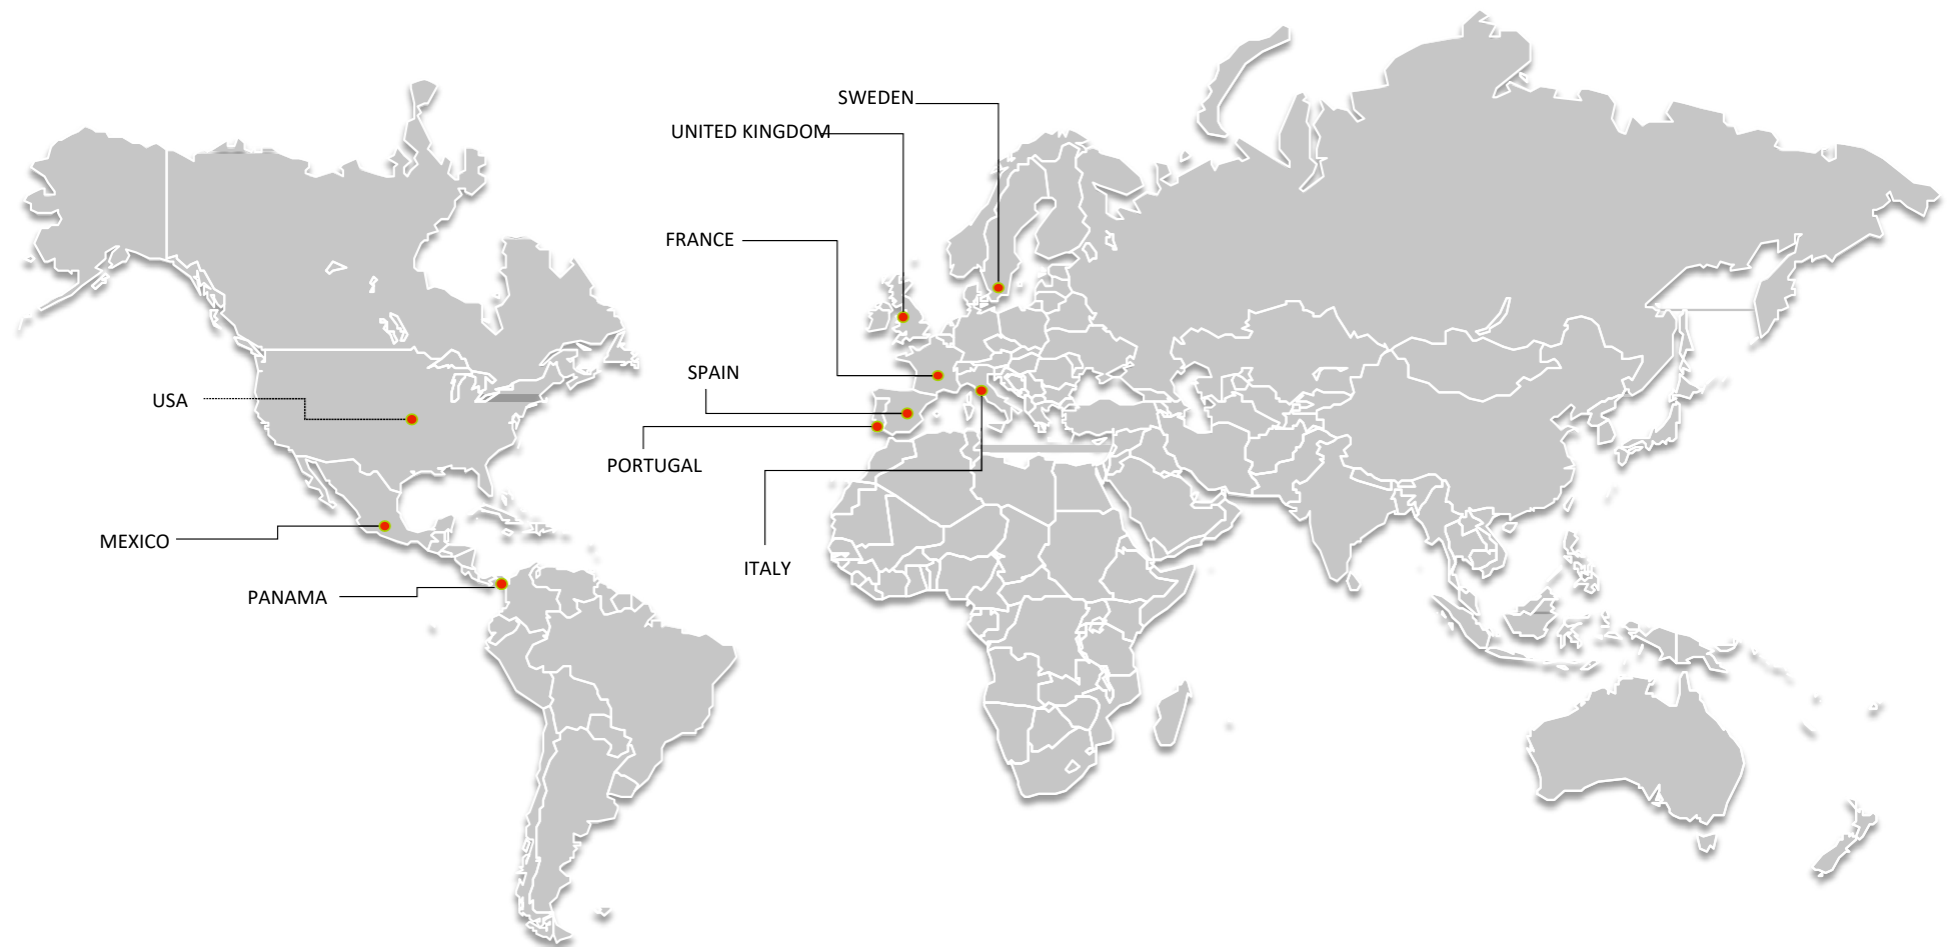 SWEDEN
UNITED KINGDOM
FRANCE
SPAIN
USA
PORTUGAL
MEXICO
ITALY
PANAMA